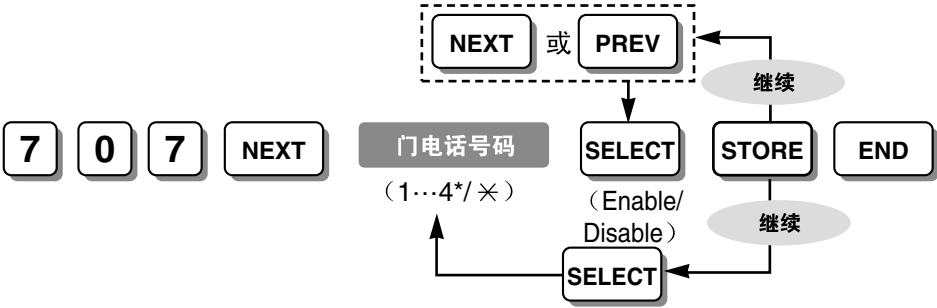 NEXT 或 PREV
继续
7 0 7 NEXT 门电话号码 SELECT STORE END
（1…4*/✳）
（Enable/
Disable）
继续
SELECT